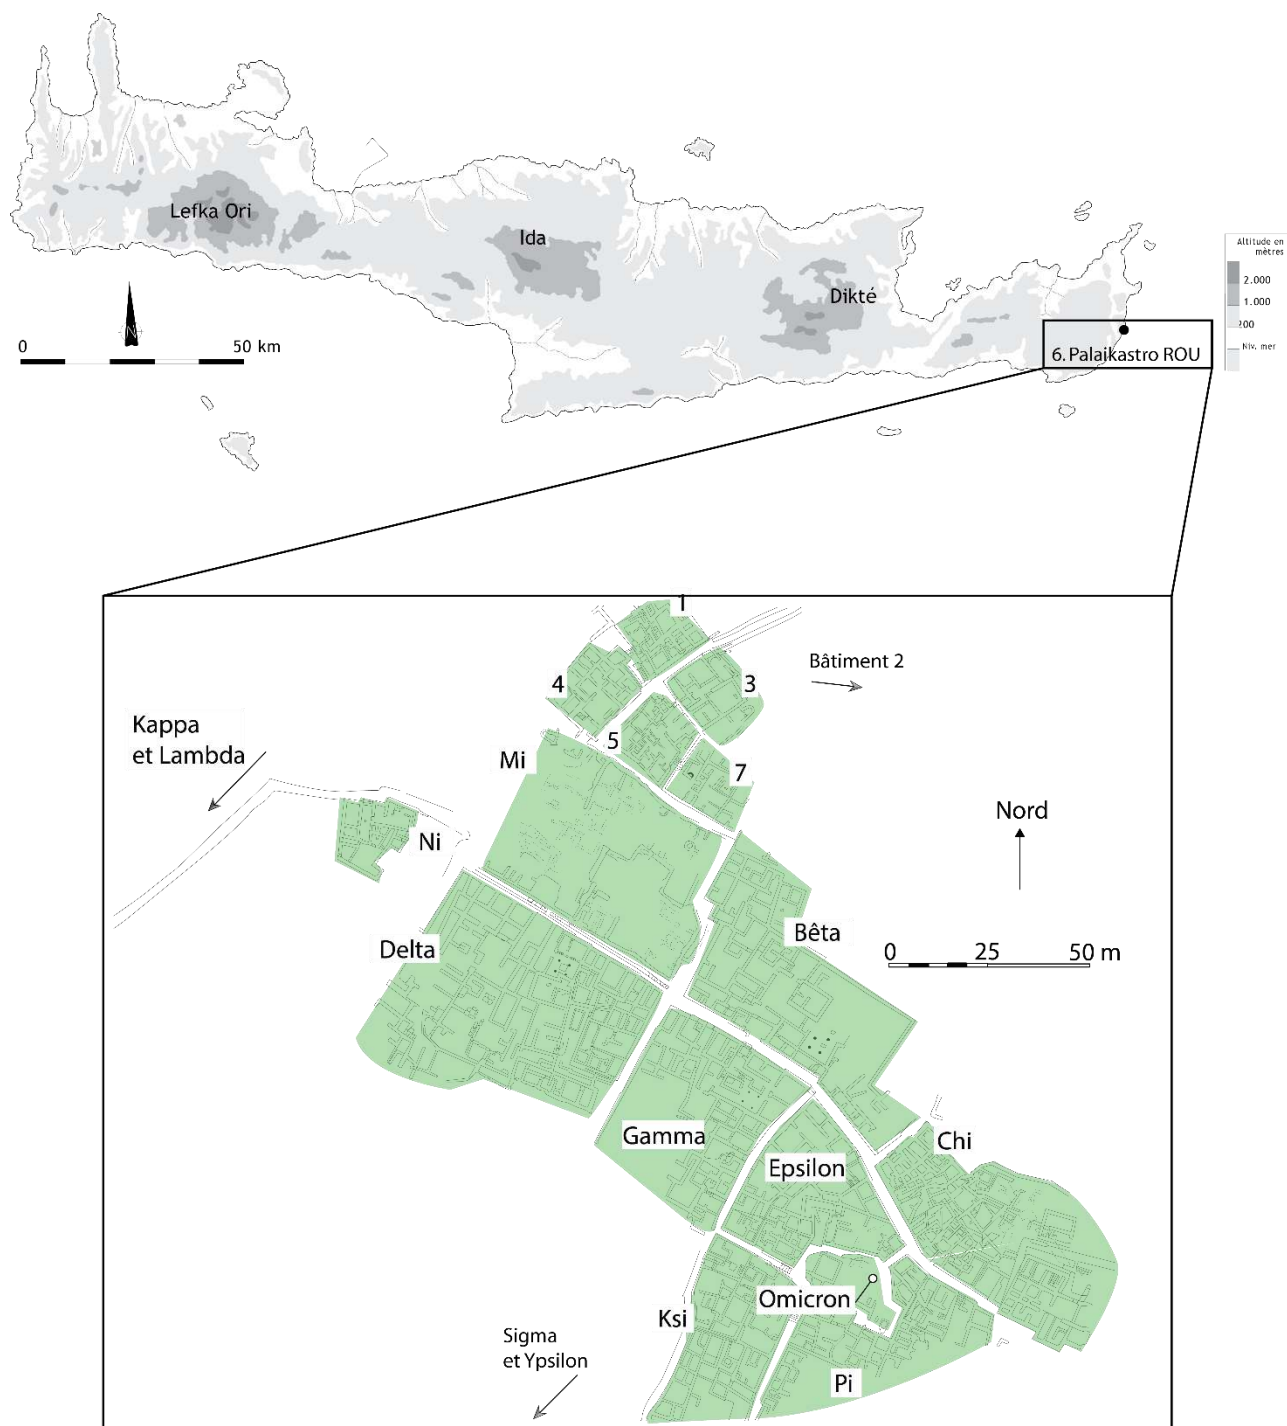 Lefka Ori
Ida
Dikté
Altitude en
mètres
2.000
1.000
200
Niv. mer
N
0 50 km
6. Palaikastro ROU
1
Bâtiment 2
4
3
Kappa
et Lambda
5
Mi
7
Nord
Ni
Bêta
Delta
0 25 50 m
Gamma
Chi
Epsilon
Omicron
Ksi
Sigma
et Ypsilon
Pi